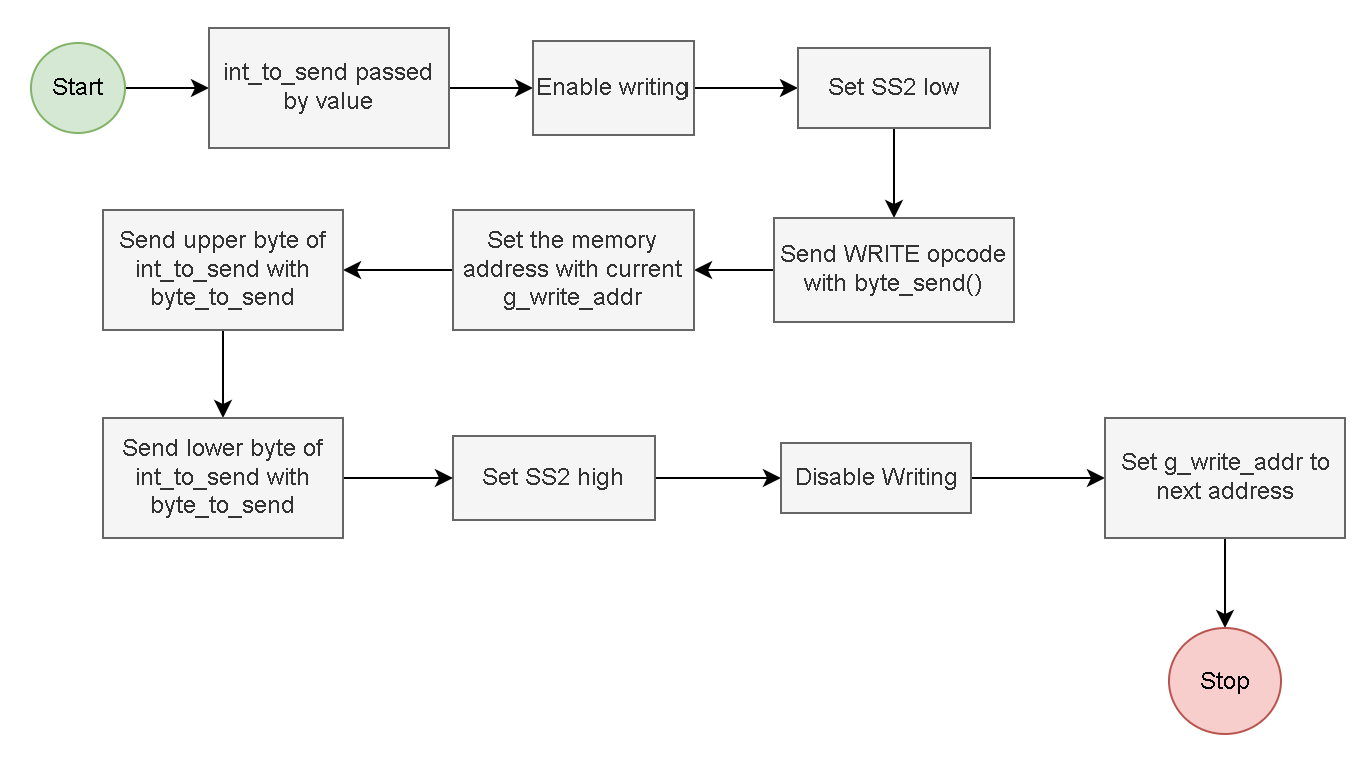 Start
int_to_send passed
by value
Enable writing
Set SS2 low
Send WRITE opcode
with byte_send()
Set the memory
address with current
g_write_addr
Send upper byte of
int_to_send with
byte_to_send
Send lower byte of
int_to_send with
byte_to_send
Set SS2 high
Disable Writing
Set g_write_addr to
next address
Stop